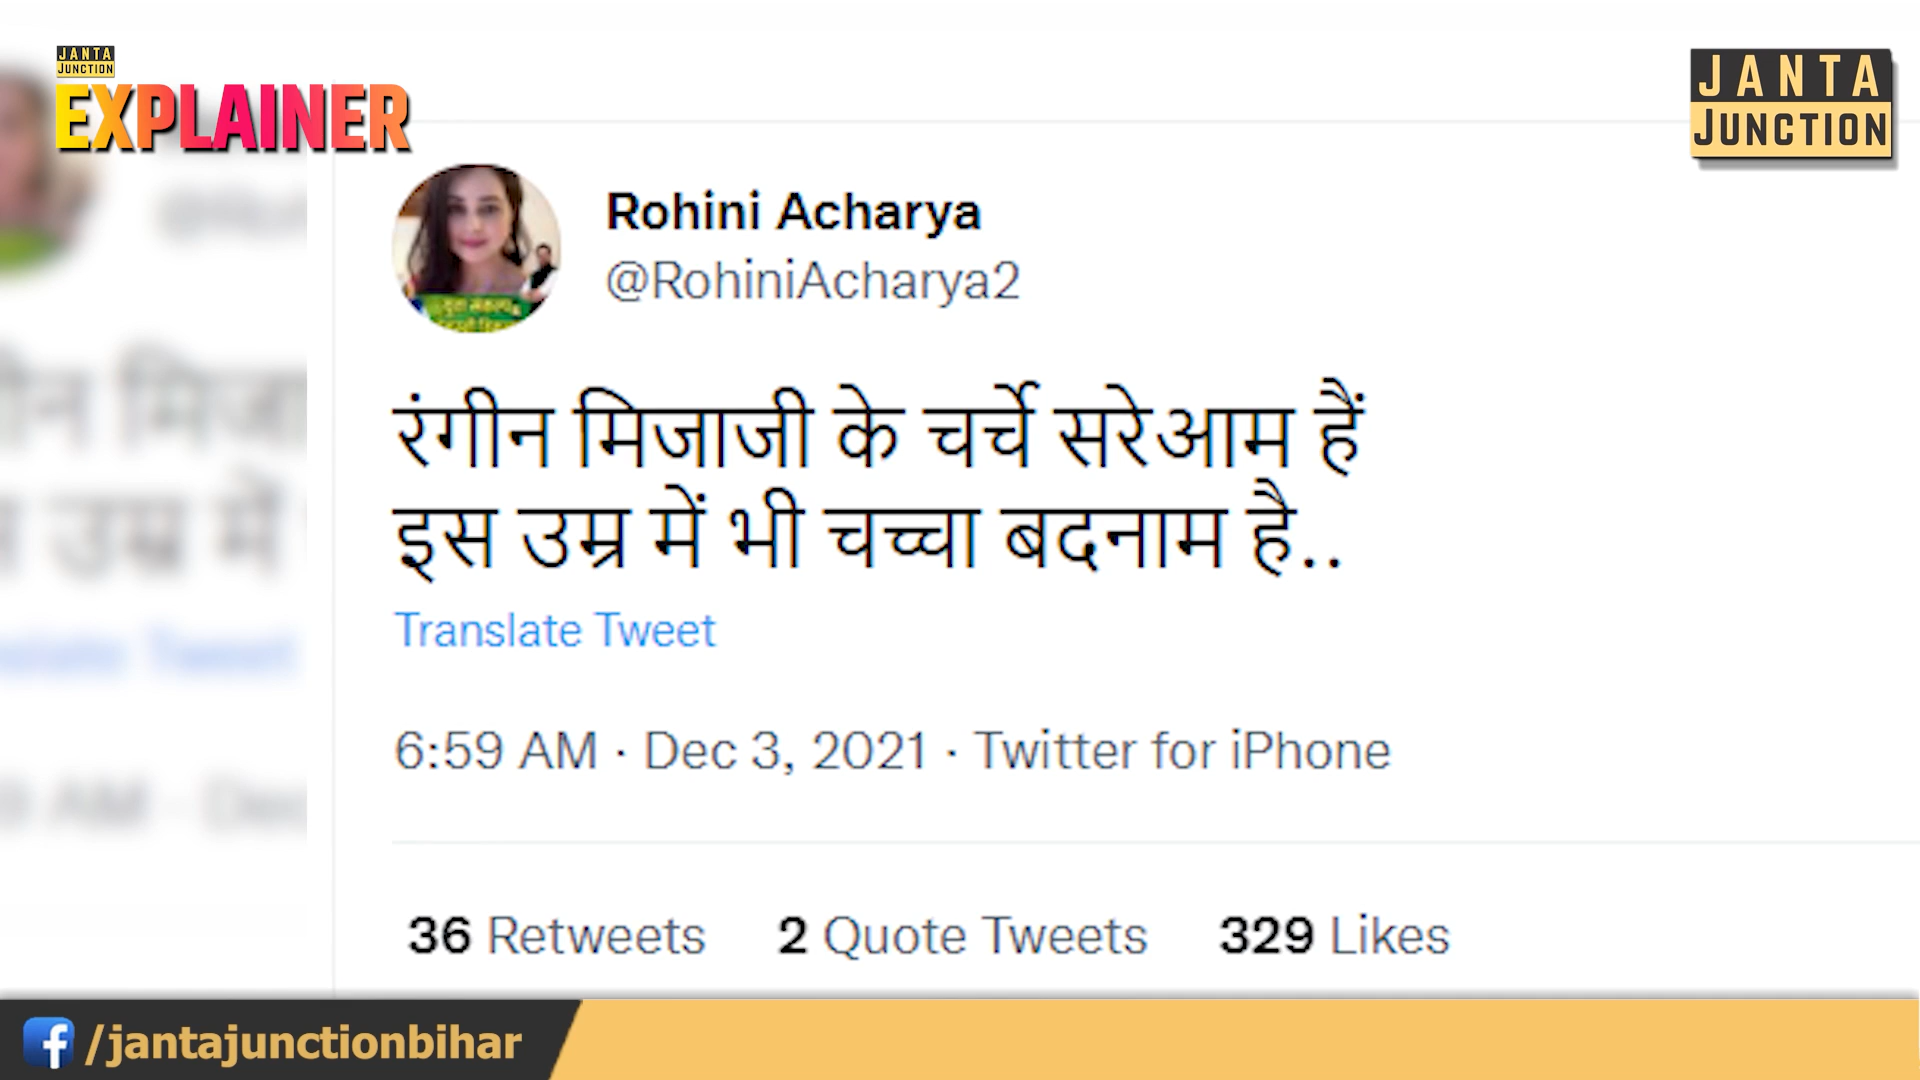 JANTA
JUNCTION
EXPLAINER
JANTA
JUNCTION
Rohini Acharya
@RohiniAcharya2
रंगीन मिजाजी के चर्चे सरेआम हैं
इस उम्र में भी चच्चा बदनाम है..
Translate Tweet
6:59 AM · Dec 3, 2021 · Twitter for iPhone
36 Retweets 2 Quote Tweets 329 Likes
/jantajunctionbihar